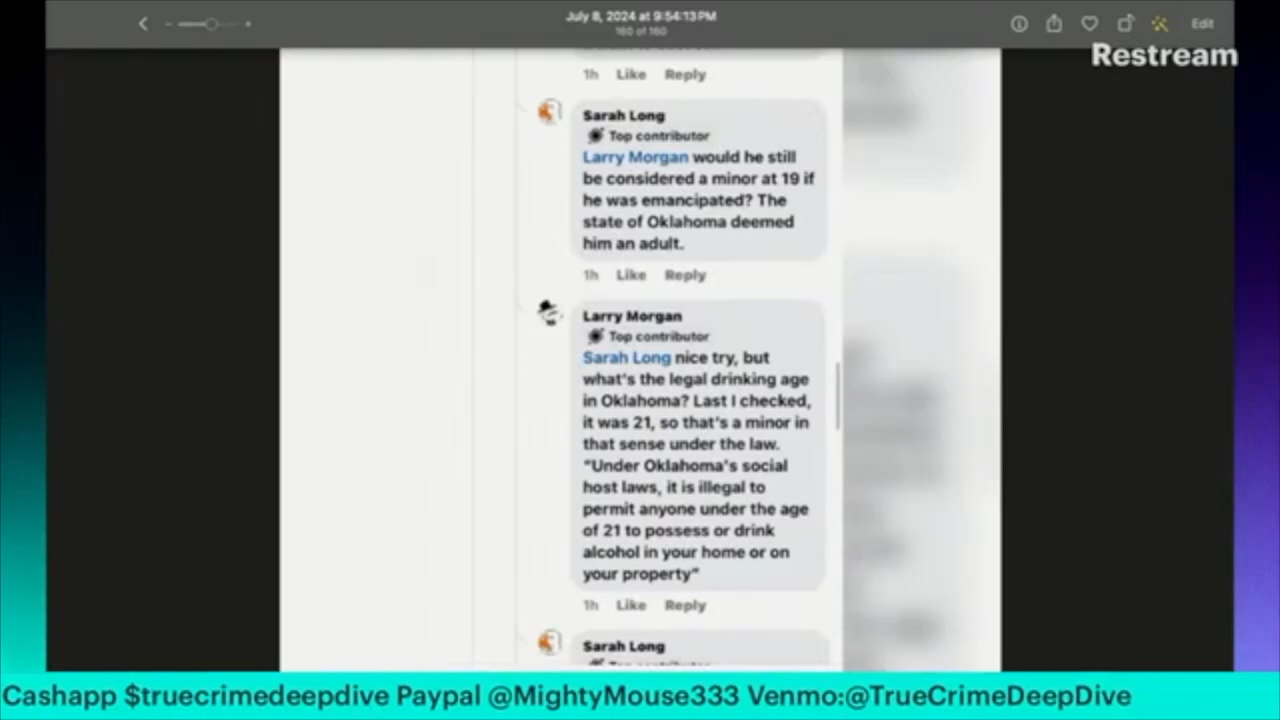 July 8, 2024 at 9:54:13 PM
160 of 160
Edit
Restream
1h Like Reply
Sarah Long
Top contributor
Larry Morgan would he still
be considered a minor at 19 if
he was emancipated? The
state of Oklahoma deemed
him an adult.
1h Like Reply
Larry Morgan
Top contributor
Sarah Long nice try, but
what's the legal drinking age
in Oklahoma? Last I checked,
it was 21, so that's a minor in
that sense under the law.
"Under Oklahoma's social
host laws, it is illegal to
permit anyone under the age
of 21 to possess or drink
alcohol in your home or on
your property"
1h Like Reply
Sarah Long
Top contributor
Cashapp $truecrimedeepdive Paypal @MightyMouse333 Venmo:@TrueCrimeDeepDive